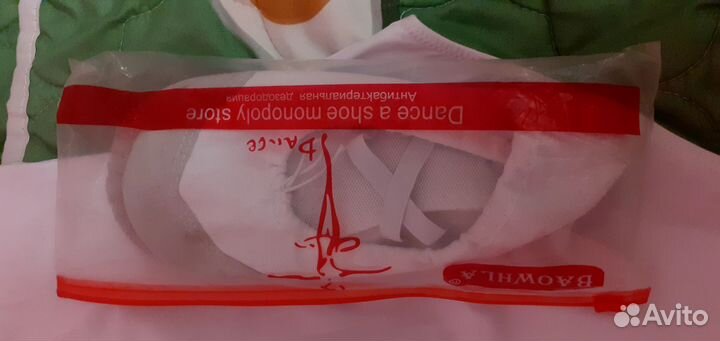 Dance a shoe monopoly store
Антибактериальная дезодорация
Dance
BAOWHLA®
Avito